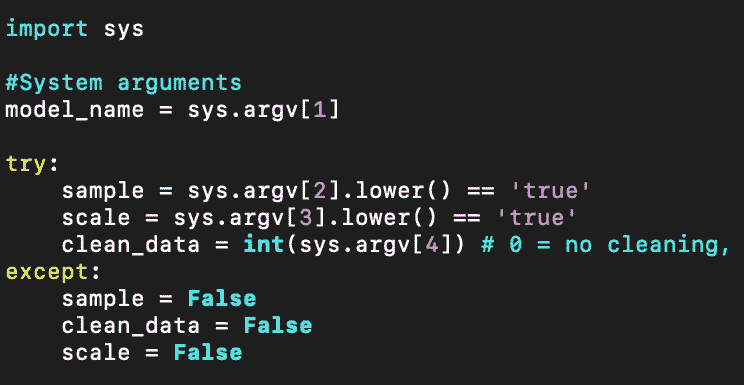 import sys
#System arguments
model_name = sys.argv[1]
try:
    sample = sys.argv[2].lower() == 'true'
    scale = sys.argv[3].lower() == 'true'
    clean_data = int(sys.argv[4]) # 0 = no cleaning,
except:
    sample = False
    clean_data = False
    scale = False